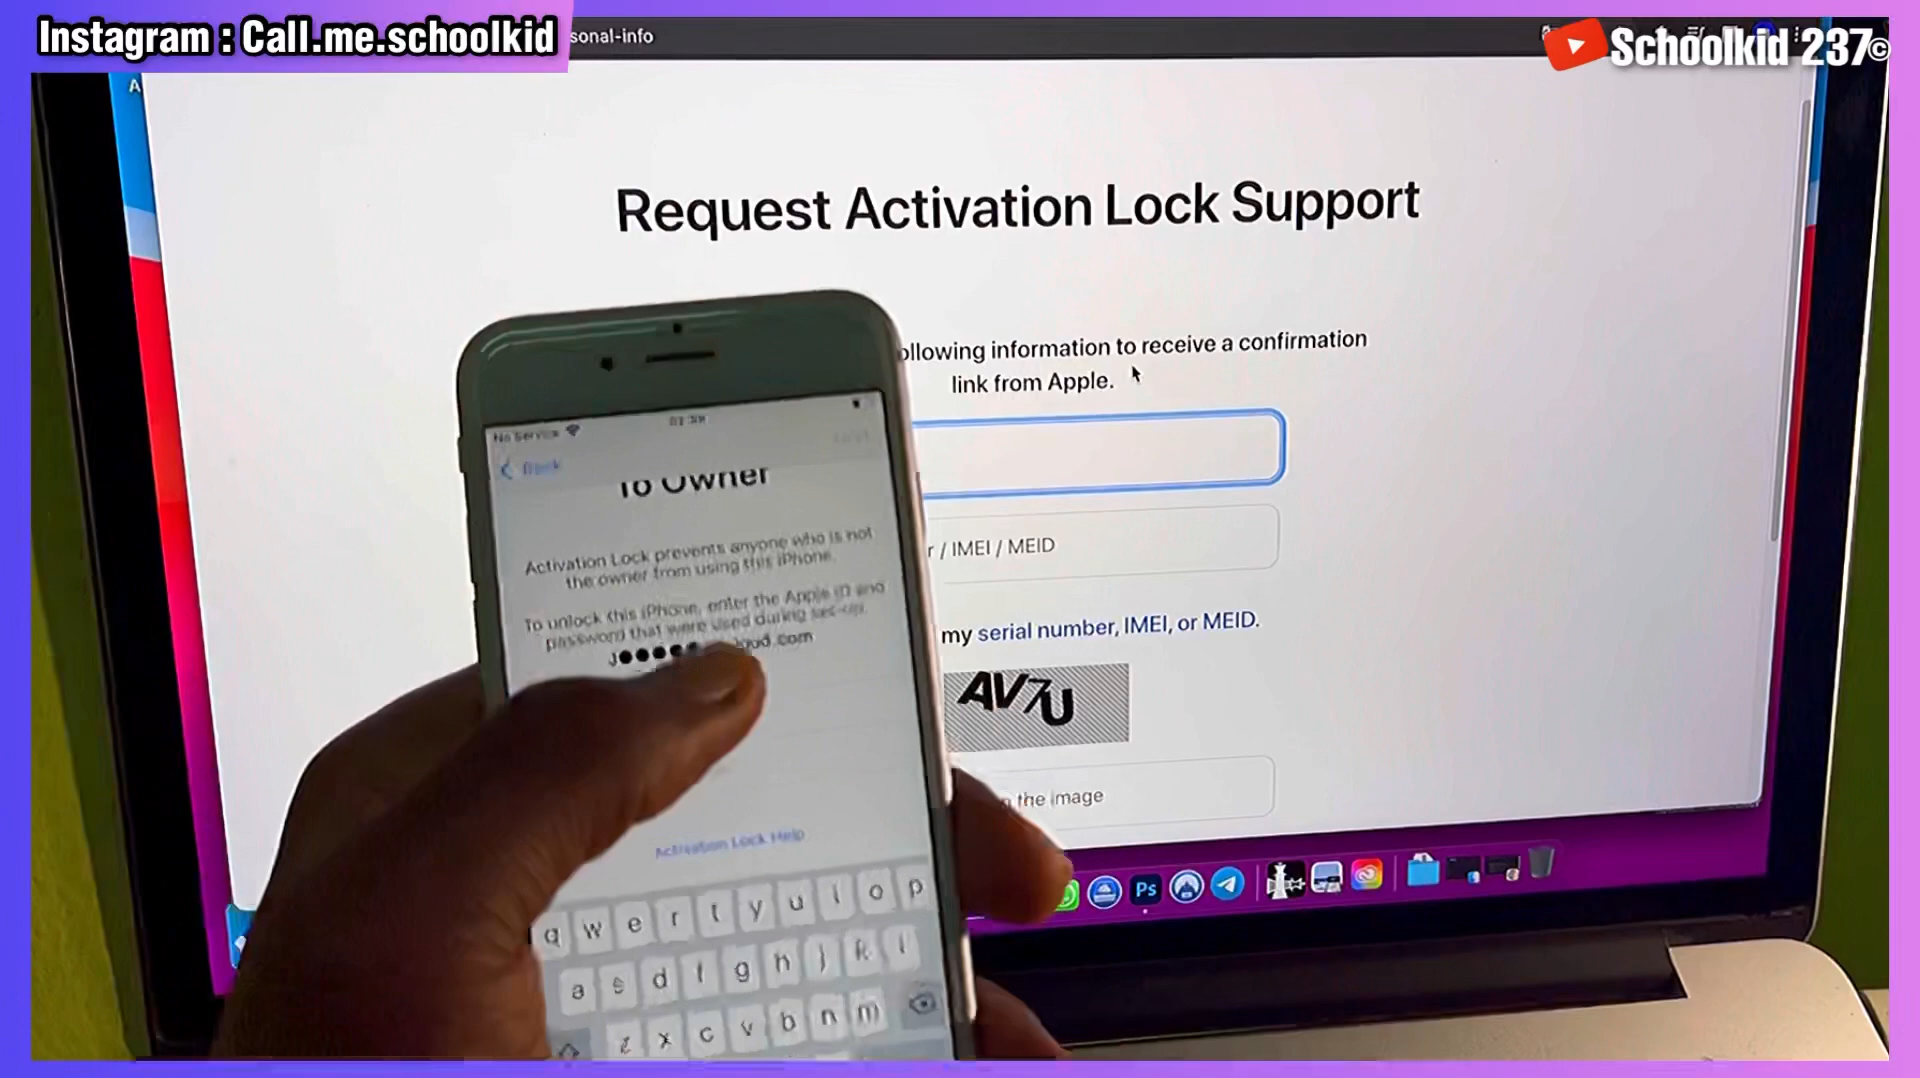 Instagram : Call.me.schoolkid
sonal-info
Schoolkid 237©
A
Request Activation Lock Support
ollowing information to receive a confirmation
link from Apple.
r / IMEI / MEID
my serial number, IMEI, or MEID.
AV7U
the image
Ps
No Service
Back
To Owner
Activation Lock prevents anyone who is not
the owner from using this iPhone.
To unlock this iPhone, enter the Apple ID and
password that were used during set-up.
J●●●●● loud.com
Activation Lock Help
q w e r t y u i o p
a s d f g h j k l
z x c v b n m